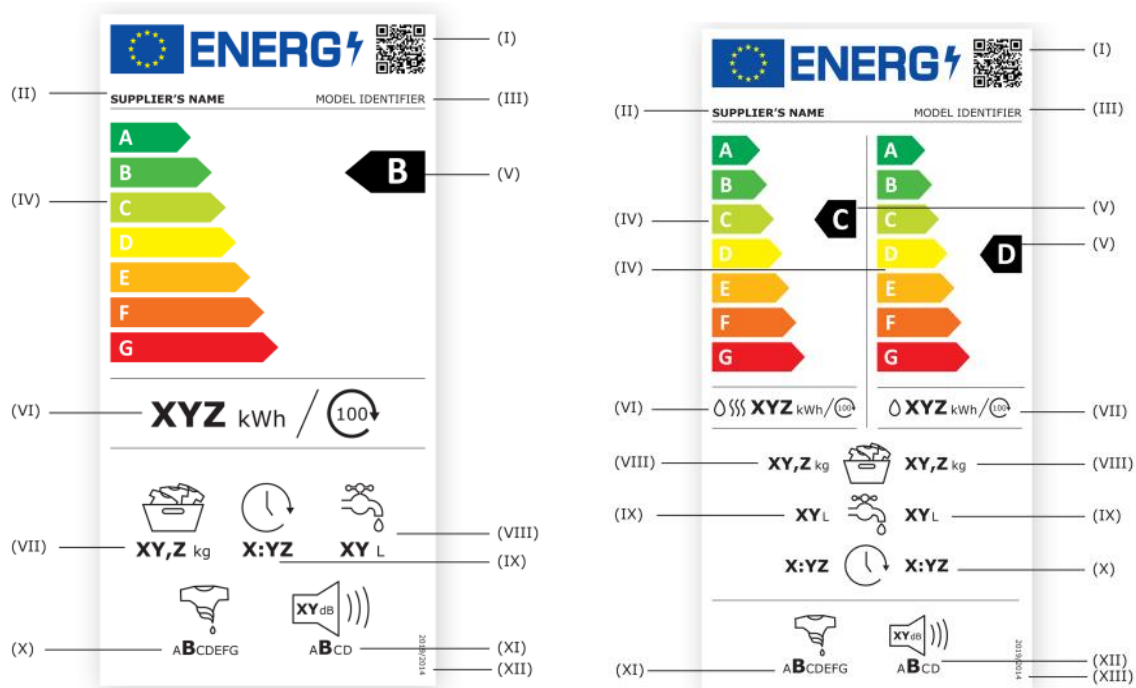 ENERG
(I)
(II)
SUPPLIER'S NAME
MODEL IDENTIFIER
(III)
A
B
C
D
E
F
G
(IV)
B
(V)
(VI)
XYZ kWh / 100
(VII)
XY,Z kg
X:YZ
XY L
(VIII)
(IX)
(X)
ABCDEFG
XY dB
ABCD
(XI)
2019/2014
(XII)
ENERG
(I)
(II)
SUPPLIER'S NAME
MODEL IDENTIFIER
(III)
A
B
C
D
E
F
G
(IV)
(IV)
C
A
B
C
D
E
F
G
D
(V)
(V)
(VI)
XYZ kWh/100
XYZ kWh/100
(VII)
(VIII)
XY,Z kg
XY,Z kg
(VIII)
(IX)
XY L
XY L
(IX)
X:YZ
X:YZ
(X)
(XI)
ABCDEFG
XY dB
ABCD
(XII)
2019/2014
(XIII)